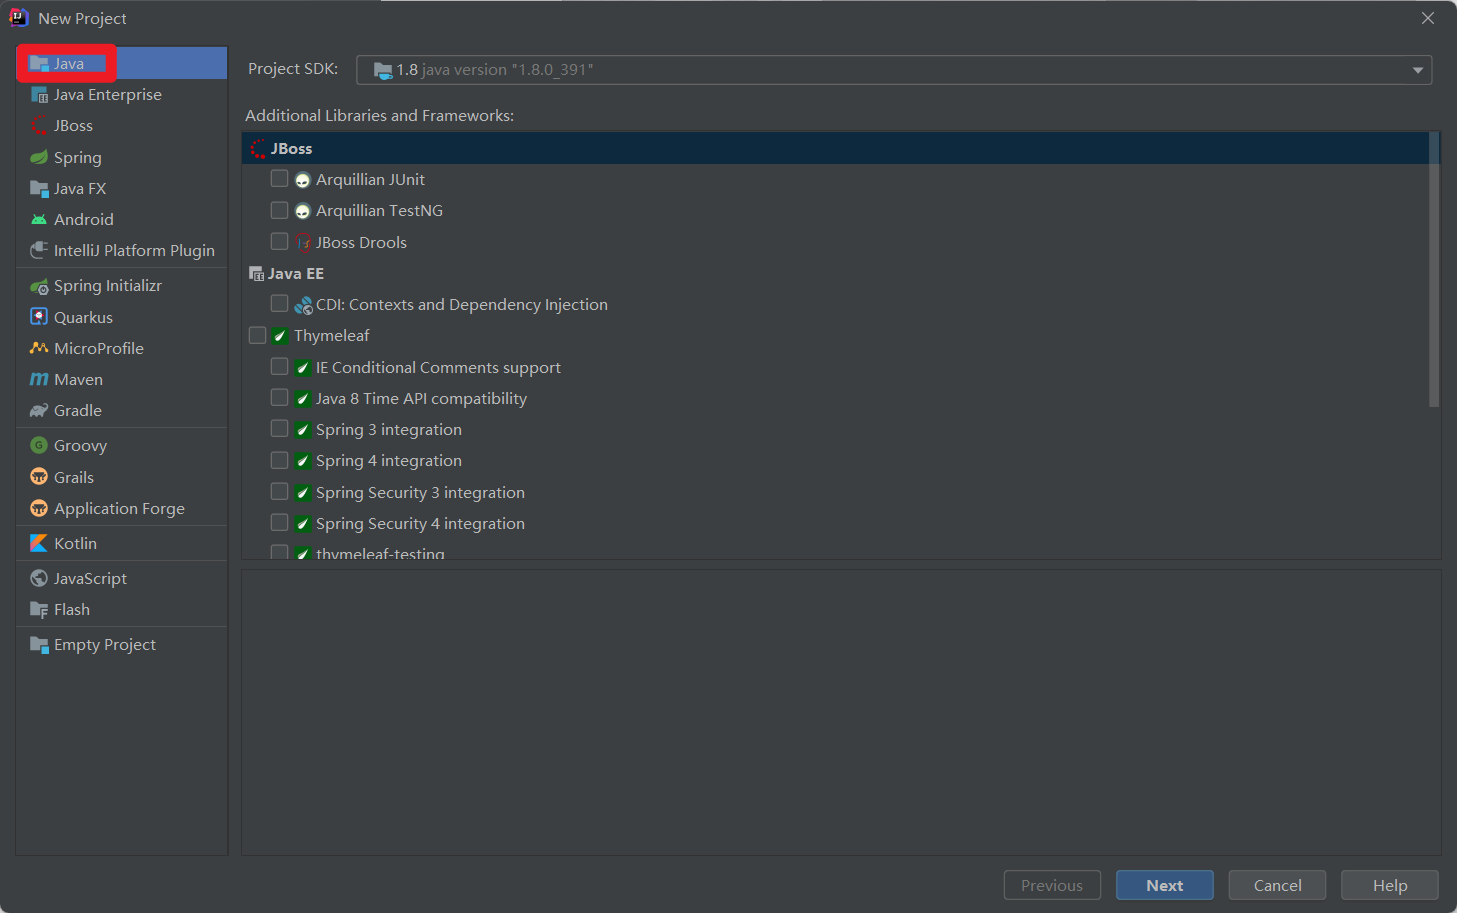 New Project
Java
Java Enterprise
JBoss
Spring
Java FX
Android
IntelliJ Platform Plugin
Spring Initializr
Quarkus
MicroProfile
Maven
Gradle
Groovy
Grails
Application Forge
Kotlin
JavaScript
Flash
Empty Project
Project SDK: 1.8 java version "1.8.0_391"
Additional Libraries and Frameworks:
JBoss
Arquillian JUnit
Arquillian TestNG
JBoss Drools
Java EE
CDI: Contexts and Dependency Injection
Thymeleaf
IE Conditional Comments support
Java 8 Time API compatibility
Spring 3 integration
Spring 4 integration
Spring Security 3 integration
Spring Security 4 integration
thymeleaf-testing
Previous Next Cancel Help